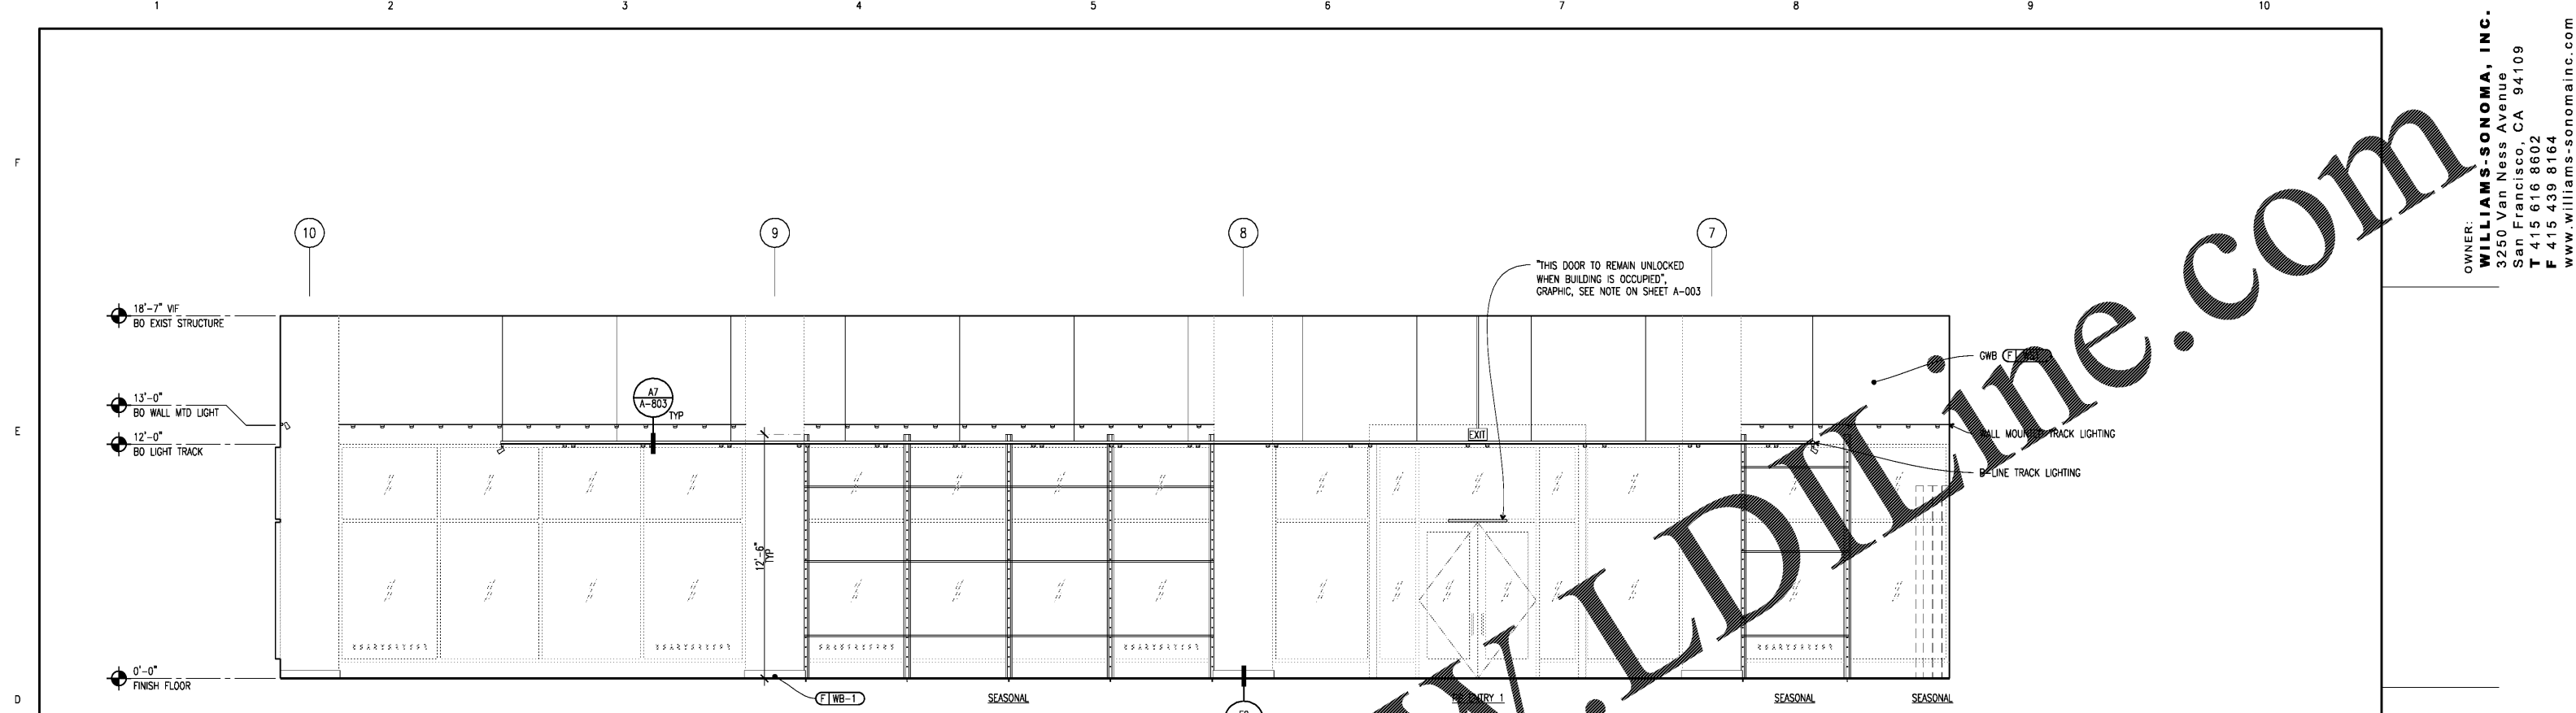 1 2 3 4 5 6 7 8 9 10
OWNER:
WILLIAMS-SONOMA, INC.
3250 Van Ness Avenue
San Francisco, CA 94109
T 415 616 8602
F 415 439 8164
www.williams-sonomainc.com
F
10 9 8 7
"THIS DOOR TO REMAIN UNLOCKED
WHEN BUILDING IS OCCUPIED",
GRAPHIC, SEE NOTE ON SHEET A-003
18'-7" VIF
BO EXIST STRUCTURE
GWB F
A7
A-803
TYP
13'-0"
BO WALL MTD LIGHT
E
12'-0"
BO LIGHT TRACK
EXIT
WALL MOUNTED TRACK LIGHTING
B-LINE TRACK LIGHTING
12'-6"
TYP
0'-0"
FINISH FLOOR
D
F WB-1
SEASONAL
ENTRY 1
SEASONAL
SEASONAL
.LDILine.com